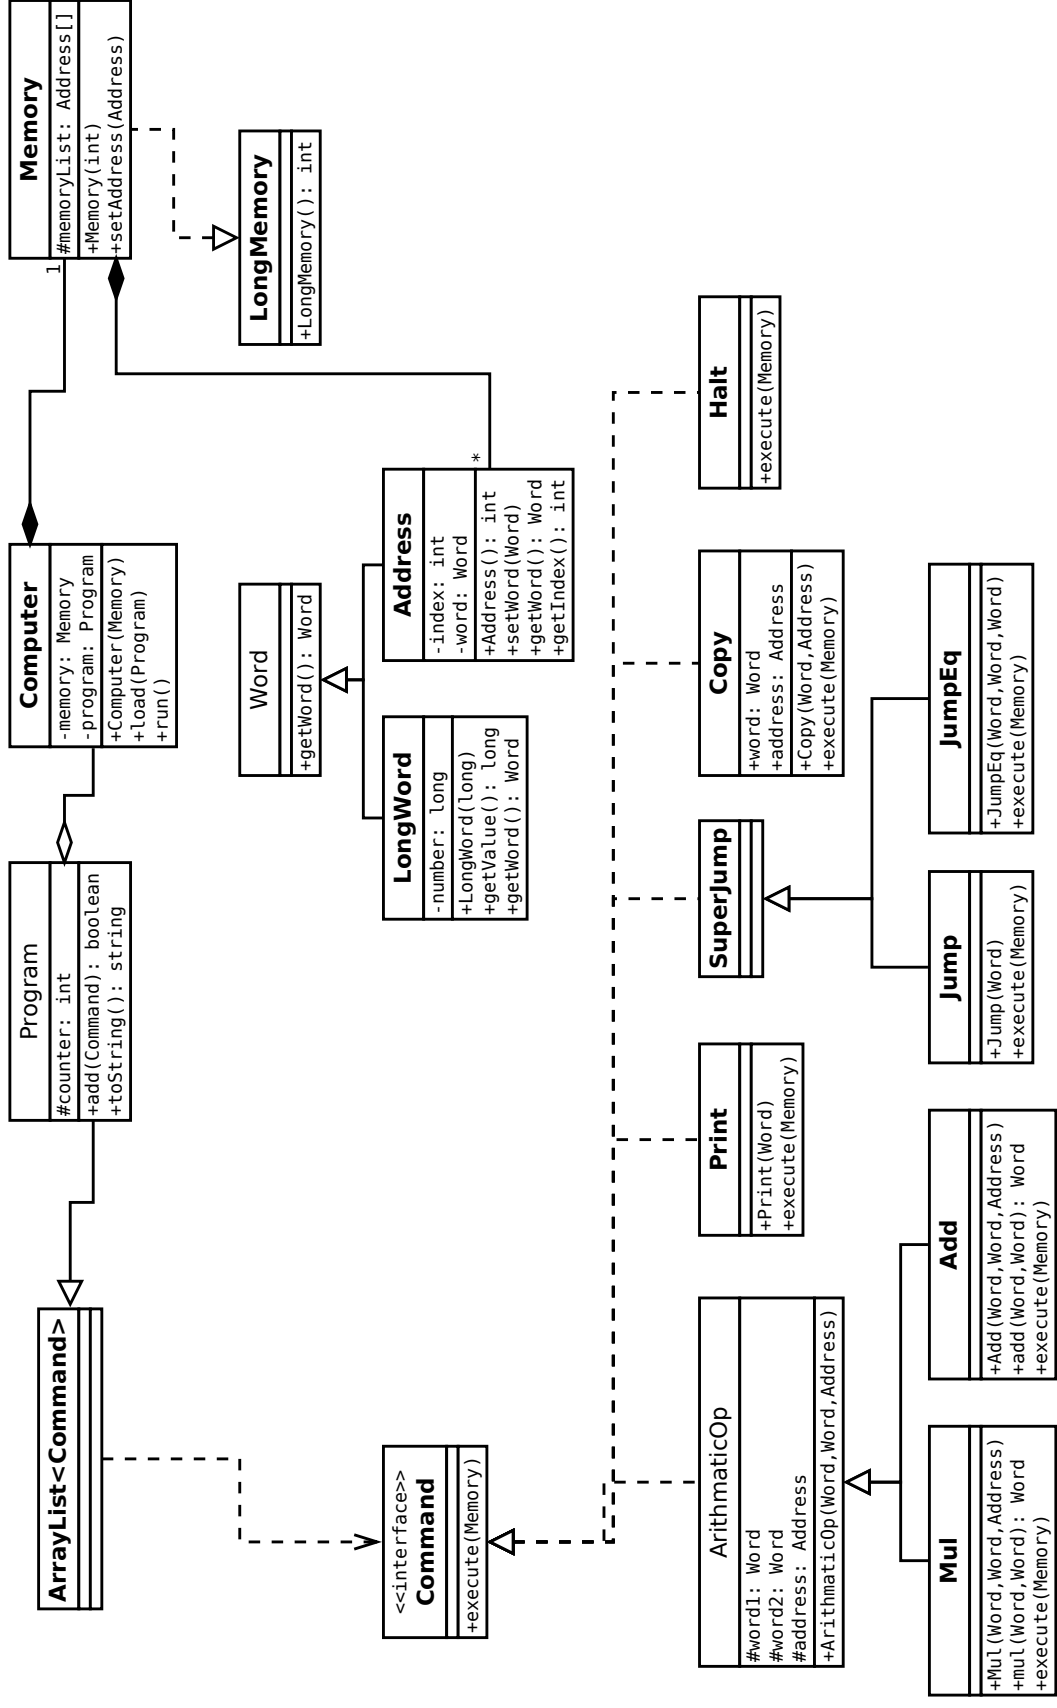 ArrayList<Command>
Program
#counter: int
+add(Command): boolean
+toString(): string
Computer
-memory: Memory
-program: Program
+Computer(Memory)
+load(Program)
+run()
1
Memory
#memoryList: Address[]
+Memory(int)
+setAddress(Address)
Word
+getWord(): Word
LongMemory
+LongMemory(): int
<<interface>>
Command
+execute(Memory)
LongWord
-number: long
+LongWord(long)
+getValue(): long
+getWord(): Word
Address
-index: int
-word: Word
+Address(): int
+setWord(Word)
+getWord(): Word
+getIndex(): int
*
ArithmaticOp
#word1: Word
#word2: Word
#address: Address
+ArithmaticOp(Word,sWord,Address)
Print
+Print(Word)
+execute(Memory)
SuperJump
Copy
+word: Word
+address: Address
+Copy(Word,Address)
+execute(Memory)
Halt
+execute(Memory)
Mul
+Mul(Word,Word,Address)
+mul(Word,Word): Word
+execute(Memory)
Add
+Add(Word,Word,Address)
+add(Word,Word): Word
+execute(Memory)
Jump
+Jump(Word)
+execute(Memory)
JumpEq
+JumpEq(Word,Word,Word)
+execute(Memory)